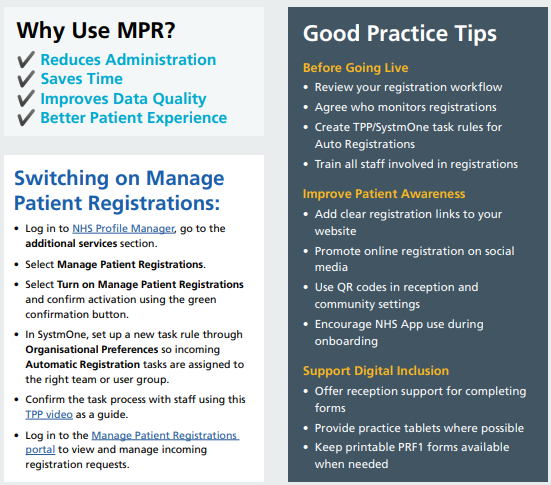 Why Use MPR?
✔ Reduces Administration
✔ Saves Time
✔ Improves Data Quality
✔ Better Patient Experience
Switching on Manage
Patient Registrations:
• Log in to NHS Profile Manager, go to the
additional services section.
• Select Manage Patient Registrations.
• Select Turn on Manage Patient Registrations
and confirm activation using the green
confirmation button.
• In SystmOne, set up a new task rule through
Organisational Preferences so incoming
Automatic Registration tasks are assigned to
the right team or user group.
• Confirm the task process with staff using this
TPP video as a guide.
• Log in to the Manage Patient Registrations
portal to view and manage incoming
registration requests.
Good Practice Tips
Before Going Live
• Review your registration workflow
• Agree who monitors registrations
• Create TPP/SystmOne task rules for
Auto Registrations
• Train all staff involved in registrations
Improve Patient Awareness
• Add clear registration links to your
website
• Promote online registration on social
media
• Use QR codes in reception and
community settings
• Encourage NHS App use during
onboarding
Support Digital Inclusion
• Offer reception support for completing
forms
• Provide practice tablets where possible
• Keep printable PRF1 forms available
when needed